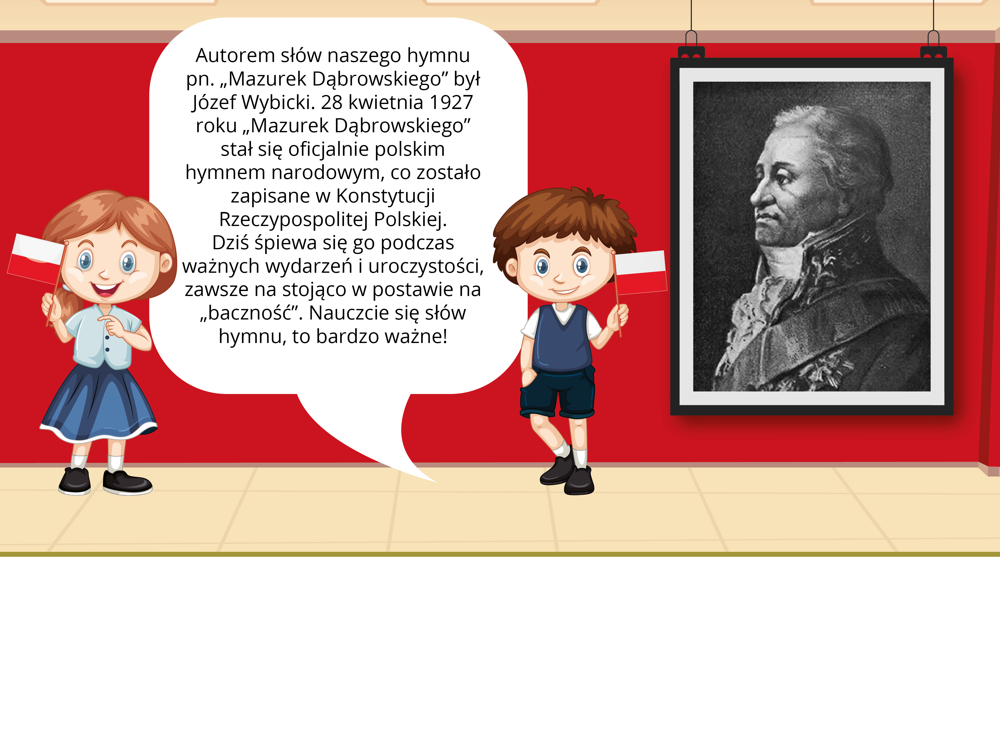 Autorem słów naszego hymnu
pn. „Mazurek Dąbrowskiego” był
Józef Wybicki. 28 kwietnia 1927
roku „Mazurek Dąbrowskiego”
stał się oficjalnie polskim
hymnem narodowym, co zostało
zapisane w Konstytucji
Rzeczypospolitej Polskiej.
Dziś śpiewa się go podczas
ważnych wydarzeń i uroczystości,
zawsze na stojąco w postawie na
„baczność”. Nauczcie się słów
hymnu, to bardzo ważne!